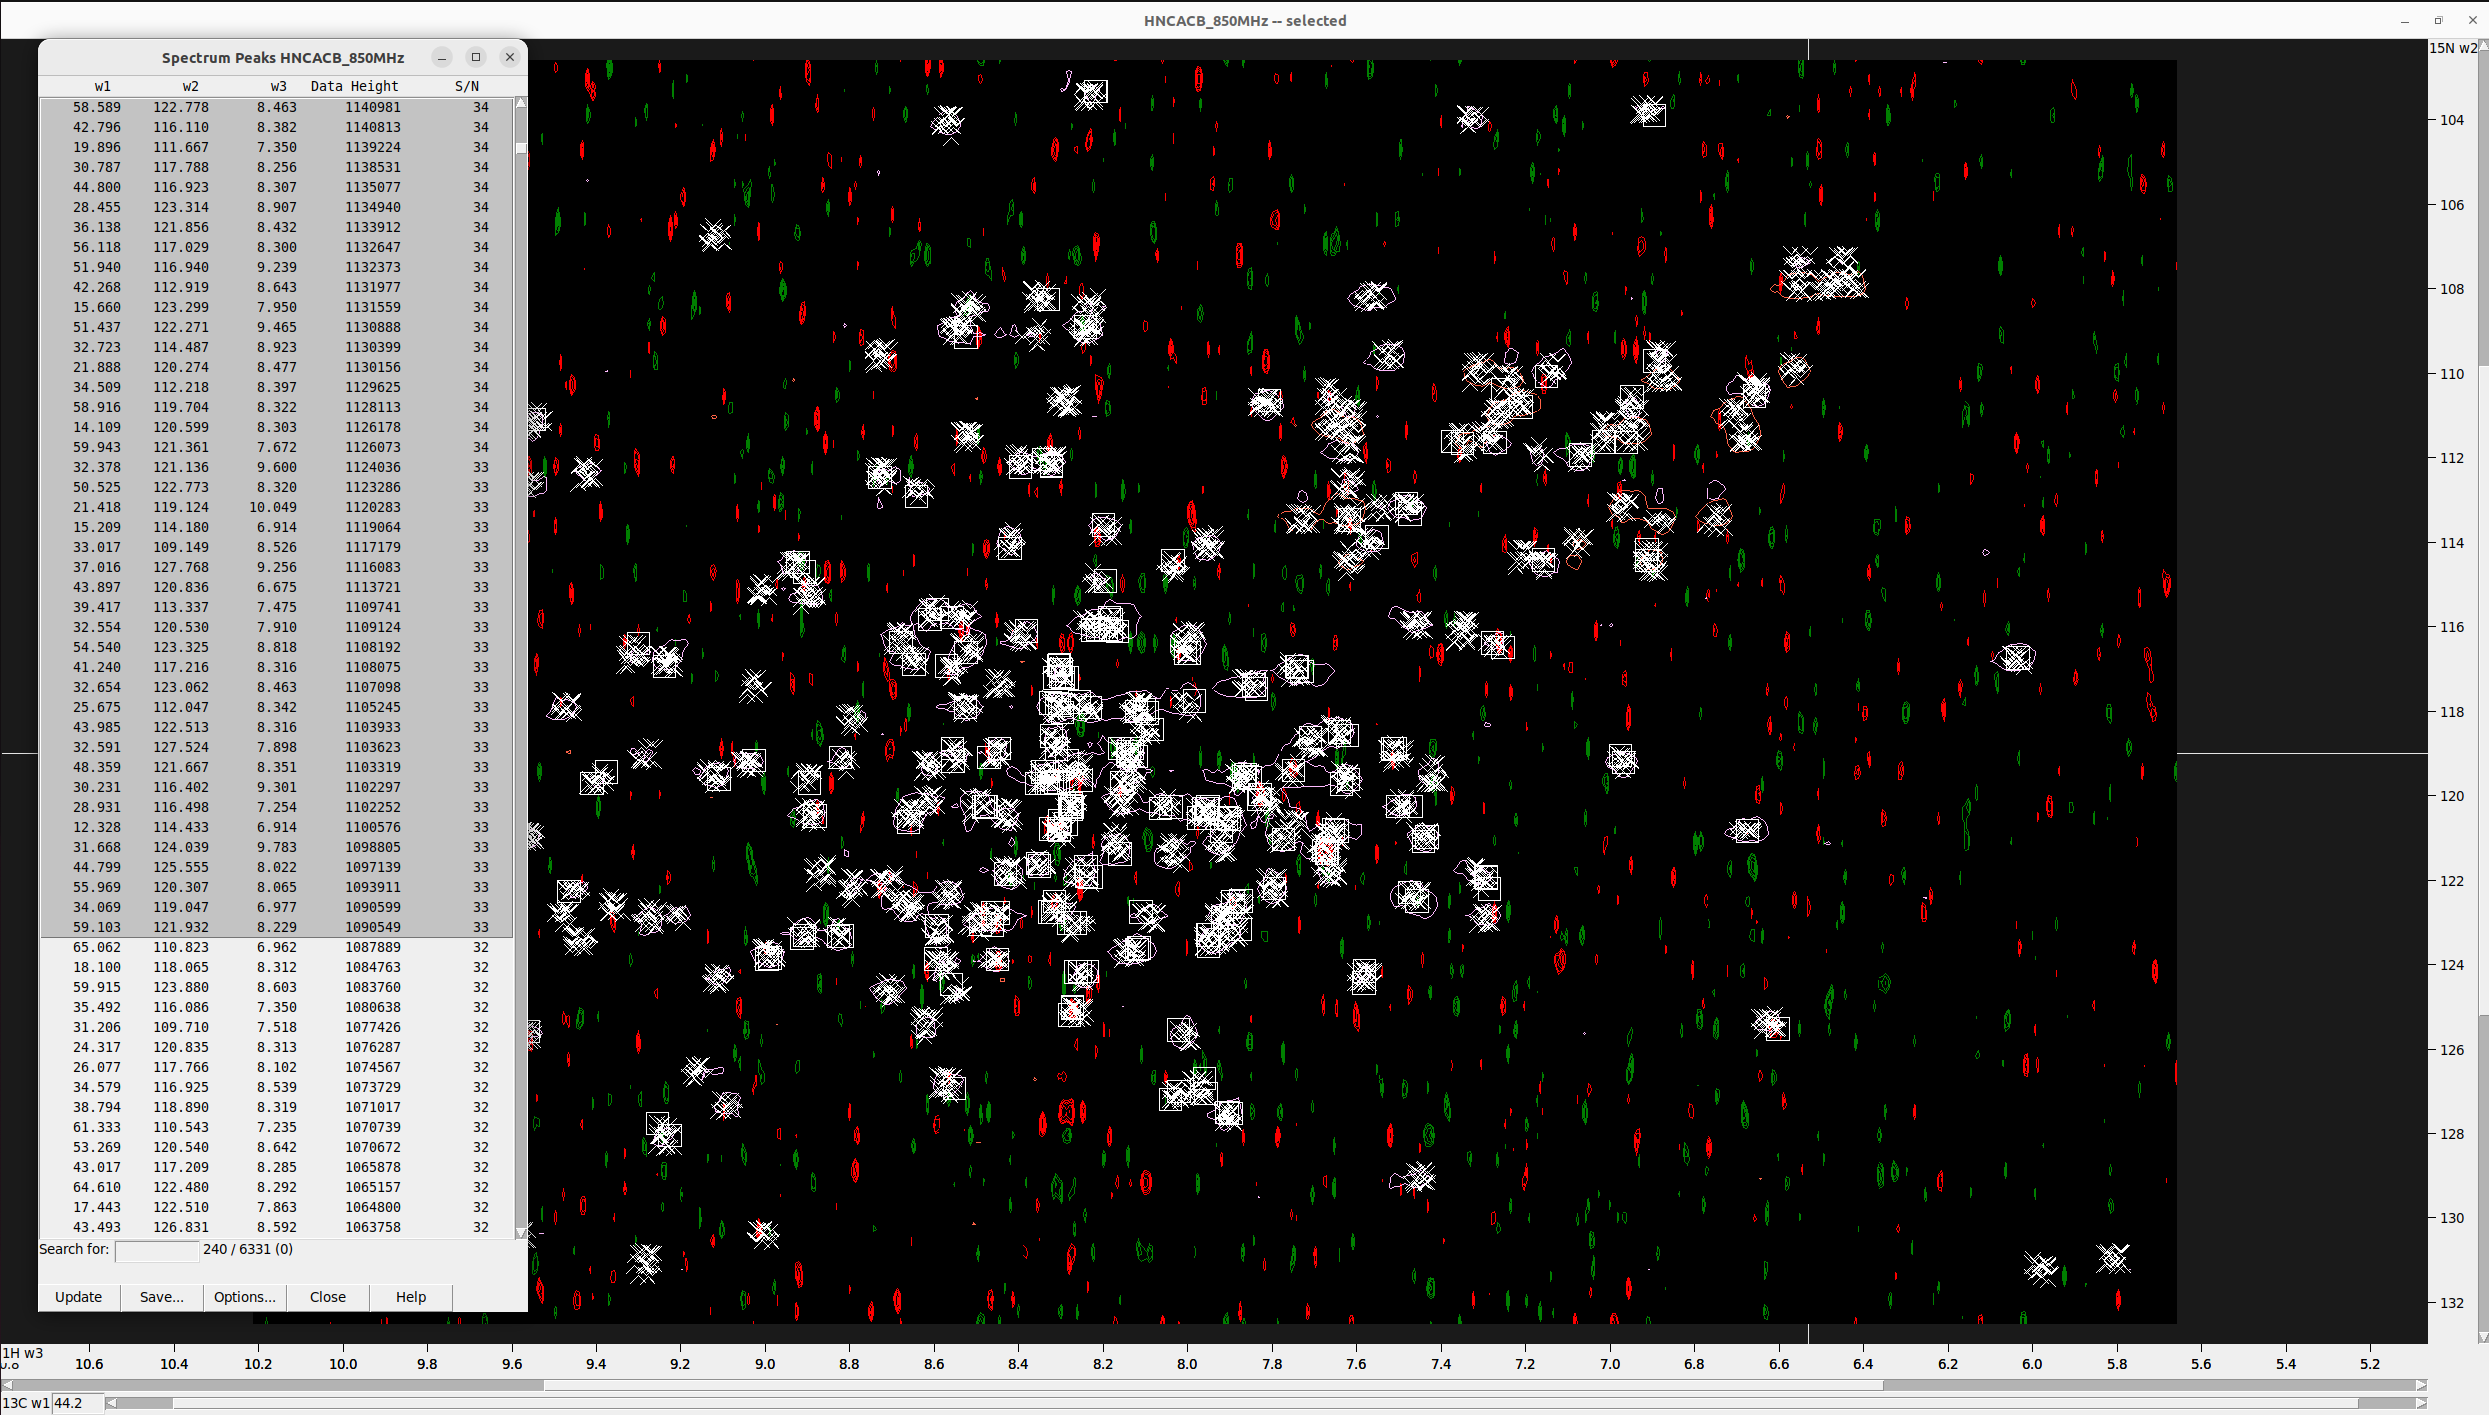 HNCACB_850MHz -- selected
Spectrum Peaks HNCACB_850MHz
w1 w2 w3 Data Height S/N
58.589 122.778 8.463 1140981 34
42.796 116.110 8.382 1140813 34
19.896 111.667 7.350 1139224 34
30.787 117.788 8.256 1138531 34
44.800 116.923 8.307 1135077 34
28.455 123.314 8.907 1134940 34
36.138 121.856 8.432 1133912 34
56.118 117.029 8.300 1132647 34
51.940 116.940 9.239 1132373 34
42.268 112.919 8.643 1131977 34
15.660 123.299 7.950 1131559 34
51.437 122.271 9.465 1130888 34
32.723 114.487 8.923 1130399 34
21.888 120.274 8.477 1130156 34
34.509 112.218 8.397 1129625 34
58.916 119.704 8.322 1128113 34
14.109 120.599 8.303 1126178 34
59.943 121.361 7.672 1126073 34
32.378 121.136 9.600 1124036 33
50.525 122.773 8.320 1123286 33
21.418 119.124 10.049 1120283 33
15.209 114.180 6.914 1119064 33
33.017 109.149 8.526 1117179 33
37.016 127.768 9.256 1116083 33
43.897 120.836 6.675 1113721 33
39.417 113.337 7.475 1109741 33
32.554 120.530 7.910 1109124 33
54.540 123.325 8.818 1108192 33
41.240 117.216 8.316 1108075 33
32.654 123.062 8.463 1107098 33
25.675 112.047 8.342 1105245 33
43.985 122.513 8.316 1103933 33
32.591 127.524 7.898 1103623 33
48.359 121.667 8.351 1103319 33
30.231 116.402 9.301 1102297 33
28.931 116.498 7.254 1102252 33
12.328 114.433 6.914 1100576 33
31.668 124.039 9.783 1098805 33
44.799 125.555 8.022 1097139 33
55.969 120.307 8.065 1093911 33
34.069 119.047 6.977 1090599 33
59.103 121.932 8.229 1090549 33
65.062 110.823 6.962 1087889 32
18.100 118.065 8.312 1084763 32
59.915 123.880 8.603 1083760 32
35.492 116.086 7.350 1080638 32
31.206 109.710 7.518 1077426 32
24.317 120.835 8.313 1076287 32
26.077 117.766 8.102 1074567 32
34.579 116.925 8.539 1073729 32
38.794 118.890 8.319 1071017 32
61.333 110.543 7.235 1070739 32
53.269 120.540 8.642 1070672 32
43.017 117.209 8.285 1065878 32
64.610 122.480 8.292 1065157 32
17.443 122.510 7.863 1064800 32
43.493 126.831 8.592 1063758 32
Search for: 240 / 6331 (0)
Update Save... Options... Close Help
15N w2
104
106
108
110
112
114
116
118
120
122
124
126
128
130
132
1H w3
10.6 10.4 10.2 10.0 9.8 9.6 9.4 9.2 9.0 8.8 8.6 8.4 8.2 8.0 7.8 7.6 7.4 7.2 7.0 6.8 6.6 6.4 6.2 6.0 5.8 5.6 5.4 5.2
13C w1 44.2